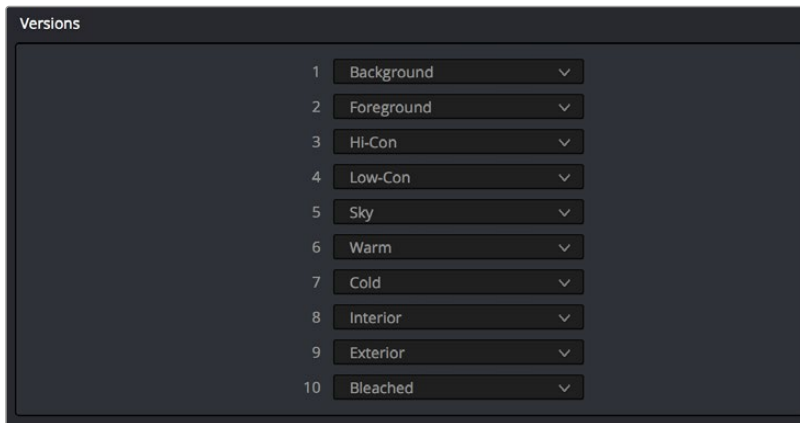 Versions
1 Background
2 Foreground
3 Hi-Con
4 Low-Con
5 Sky
6 Warm
7 Cold
8 Interior
9 Exterior
10 Bleached